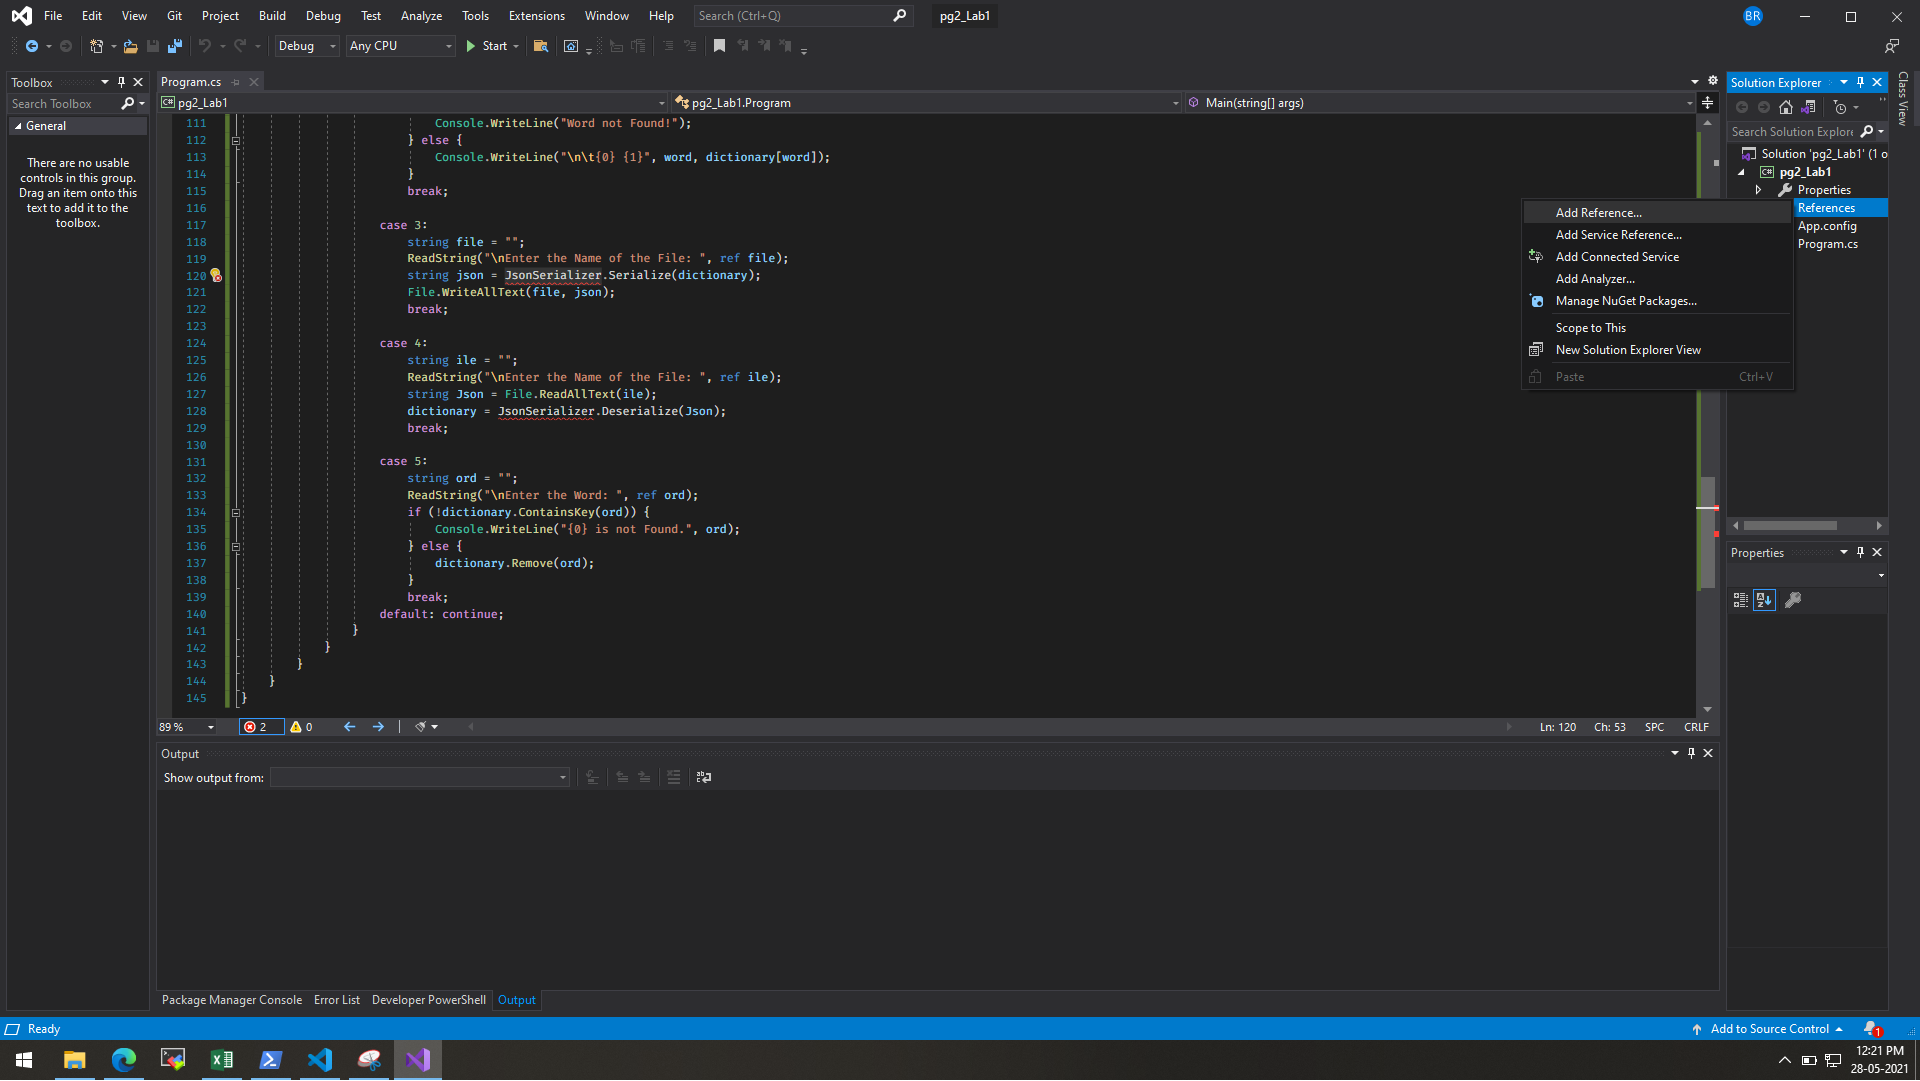 File Edit View Git Project Build Debug Test Analyze Tools Extensions Window Help Search (Ctrl+Q) pg2_Lab1 BR
Debug Any CPU Start
Toolbox
Search Toolbox
General
There are no usable
controls in this group.
Drag an item onto this
text to add it to the
toolbox.
Program.cs
C# pg2_Lab1 pg2_Lab1.Program Main(string[] args)
111 Console.WriteLine("Word not Found!");
112 } else {
113 Console.WriteLine("\n\t{0} {1}", word, dictionary[word]);
114 }
115 break;
116
117 case 3:
118 string file = "";
119 ReadString("\nEnter the Name of the File: ", ref file);
120 string json = JsonSerializer.Serialize(dictionary);
121 File.WriteAllText(file, json);
122 break;
123
124 case 4:
125 string ile = "";
126 ReadString("\nEnter the Name of the File: ", ref ile);
127 string Json = File.ReadAllText(ile);
128 dictionary = JsonSerializer.Deserialize(Json);
129 break;
130
131 case 5:
132 string ord = "";
133 ReadString("\nEnter the Word: ", ref ord);
134 if (!dictionary.ContainsKey(ord)) {
135 Console.WriteLine("{0} is not Found.", ord);
136 } else {
137 dictionary.Remove(ord);
138 }
139 break;
140 default: continue;
141 }
142 }
143 }
144 }
145 }
89 % 2 0 Ln: 120 Ch: 53 SPC CRLF
Output
Show output from:
Package Manager Console Error List Developer PowerShell Output
Add Reference...
Add Service Reference...
Add Connected Service
Add Analyzer...
Manage NuGet Packages...
Scope to This
New Solution Explorer View
Paste Ctrl+V
Solution Explorer
Search Solution Explore
Solution 'pg2_Lab1' (1 o
C# pg2_Lab1
Properties
References
App.config
Program.cs
Properties
Class View
Ready Add to Source Control 1
12:21 PM
28-05-2021